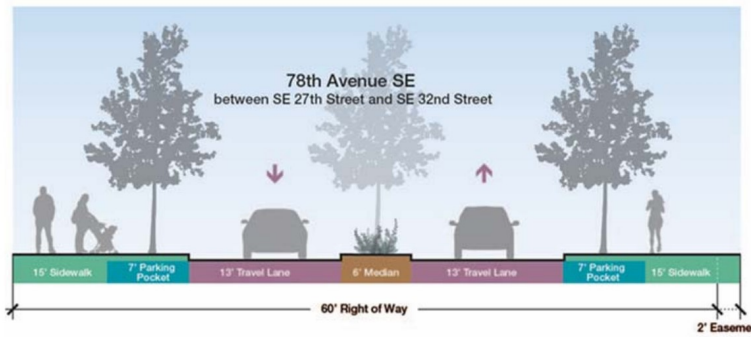 78th Avenue SE
between SE 27th Street and SE 32nd Street
15' Sidewalk
7' Parking
Pocket
13' Travel Lane
6' Median
13' Travel Lane
7' Parking
Pocket
15' Sidewalk
60' Right of Way
2' Easeme